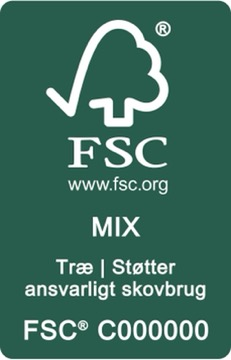 ®
FSC
www.fsc.org
MIX
Træ | Støtter
ansvarligt skovbrug
FSC® C000000